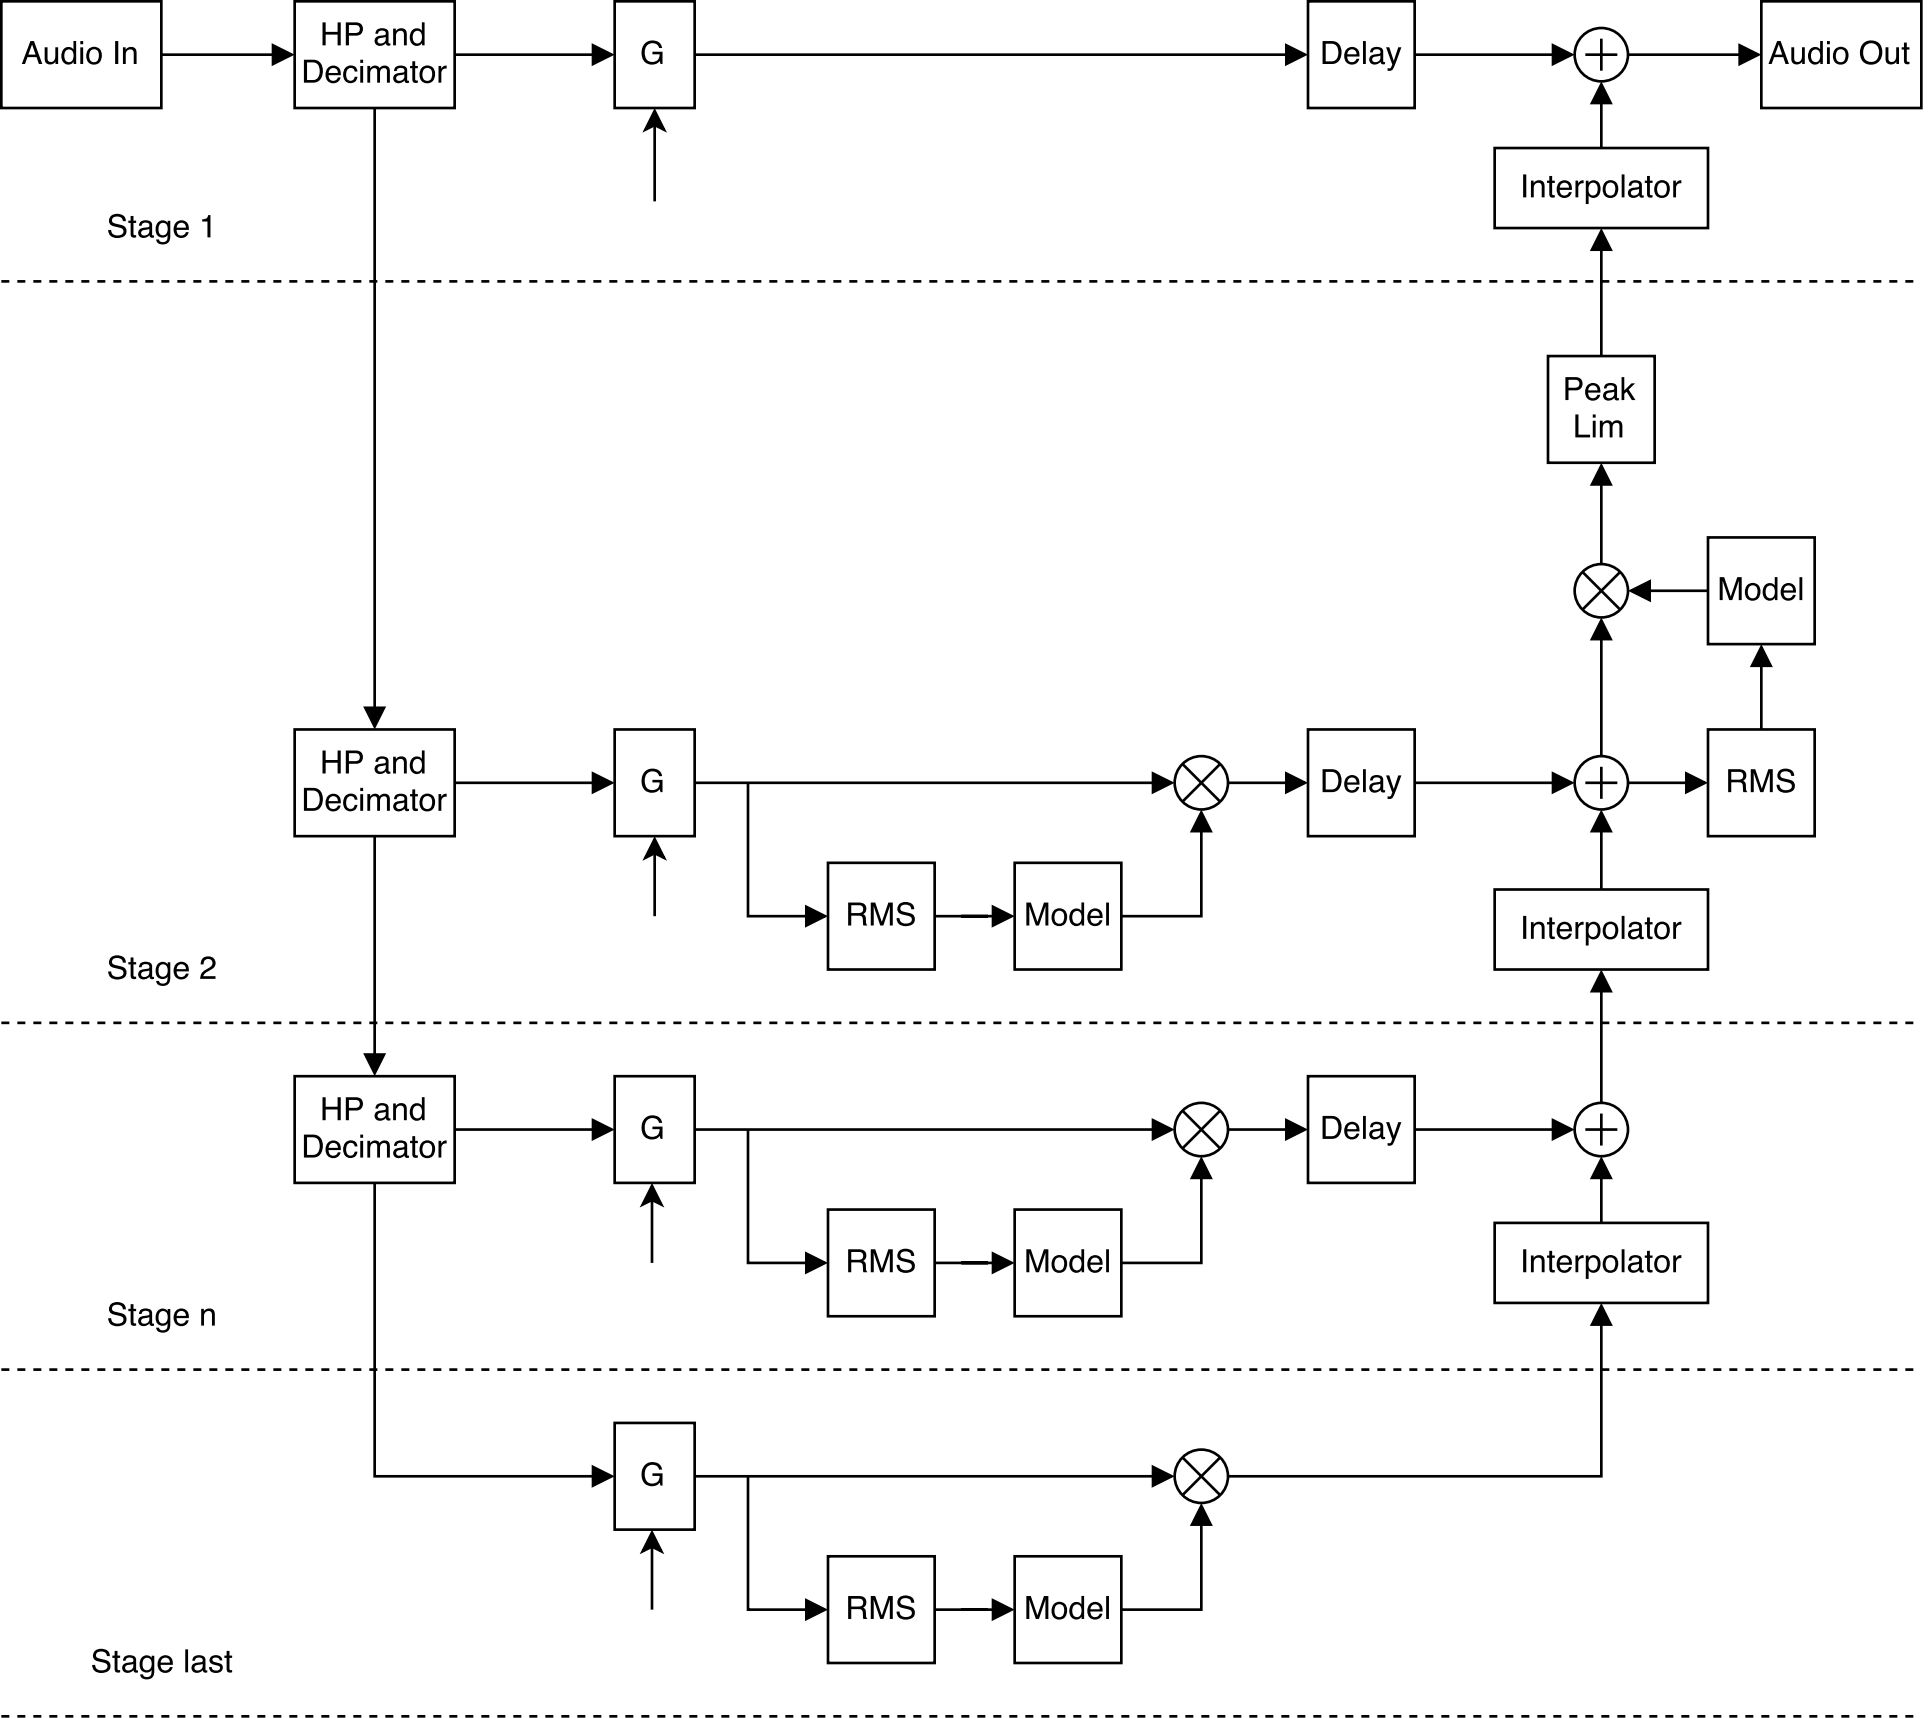 Audio In
HP and
Decimator
G
Delay
Audio Out
Interpolator
Stage 1
Peak
Lim
Model
HP and
Decimator
G
Delay
RMS
RMS
Model
Interpolator
Stage 2
HP and
Decimator
G
Delay
RMS
Model
Interpolator
Stage n
G
RMS
Model
Stage last